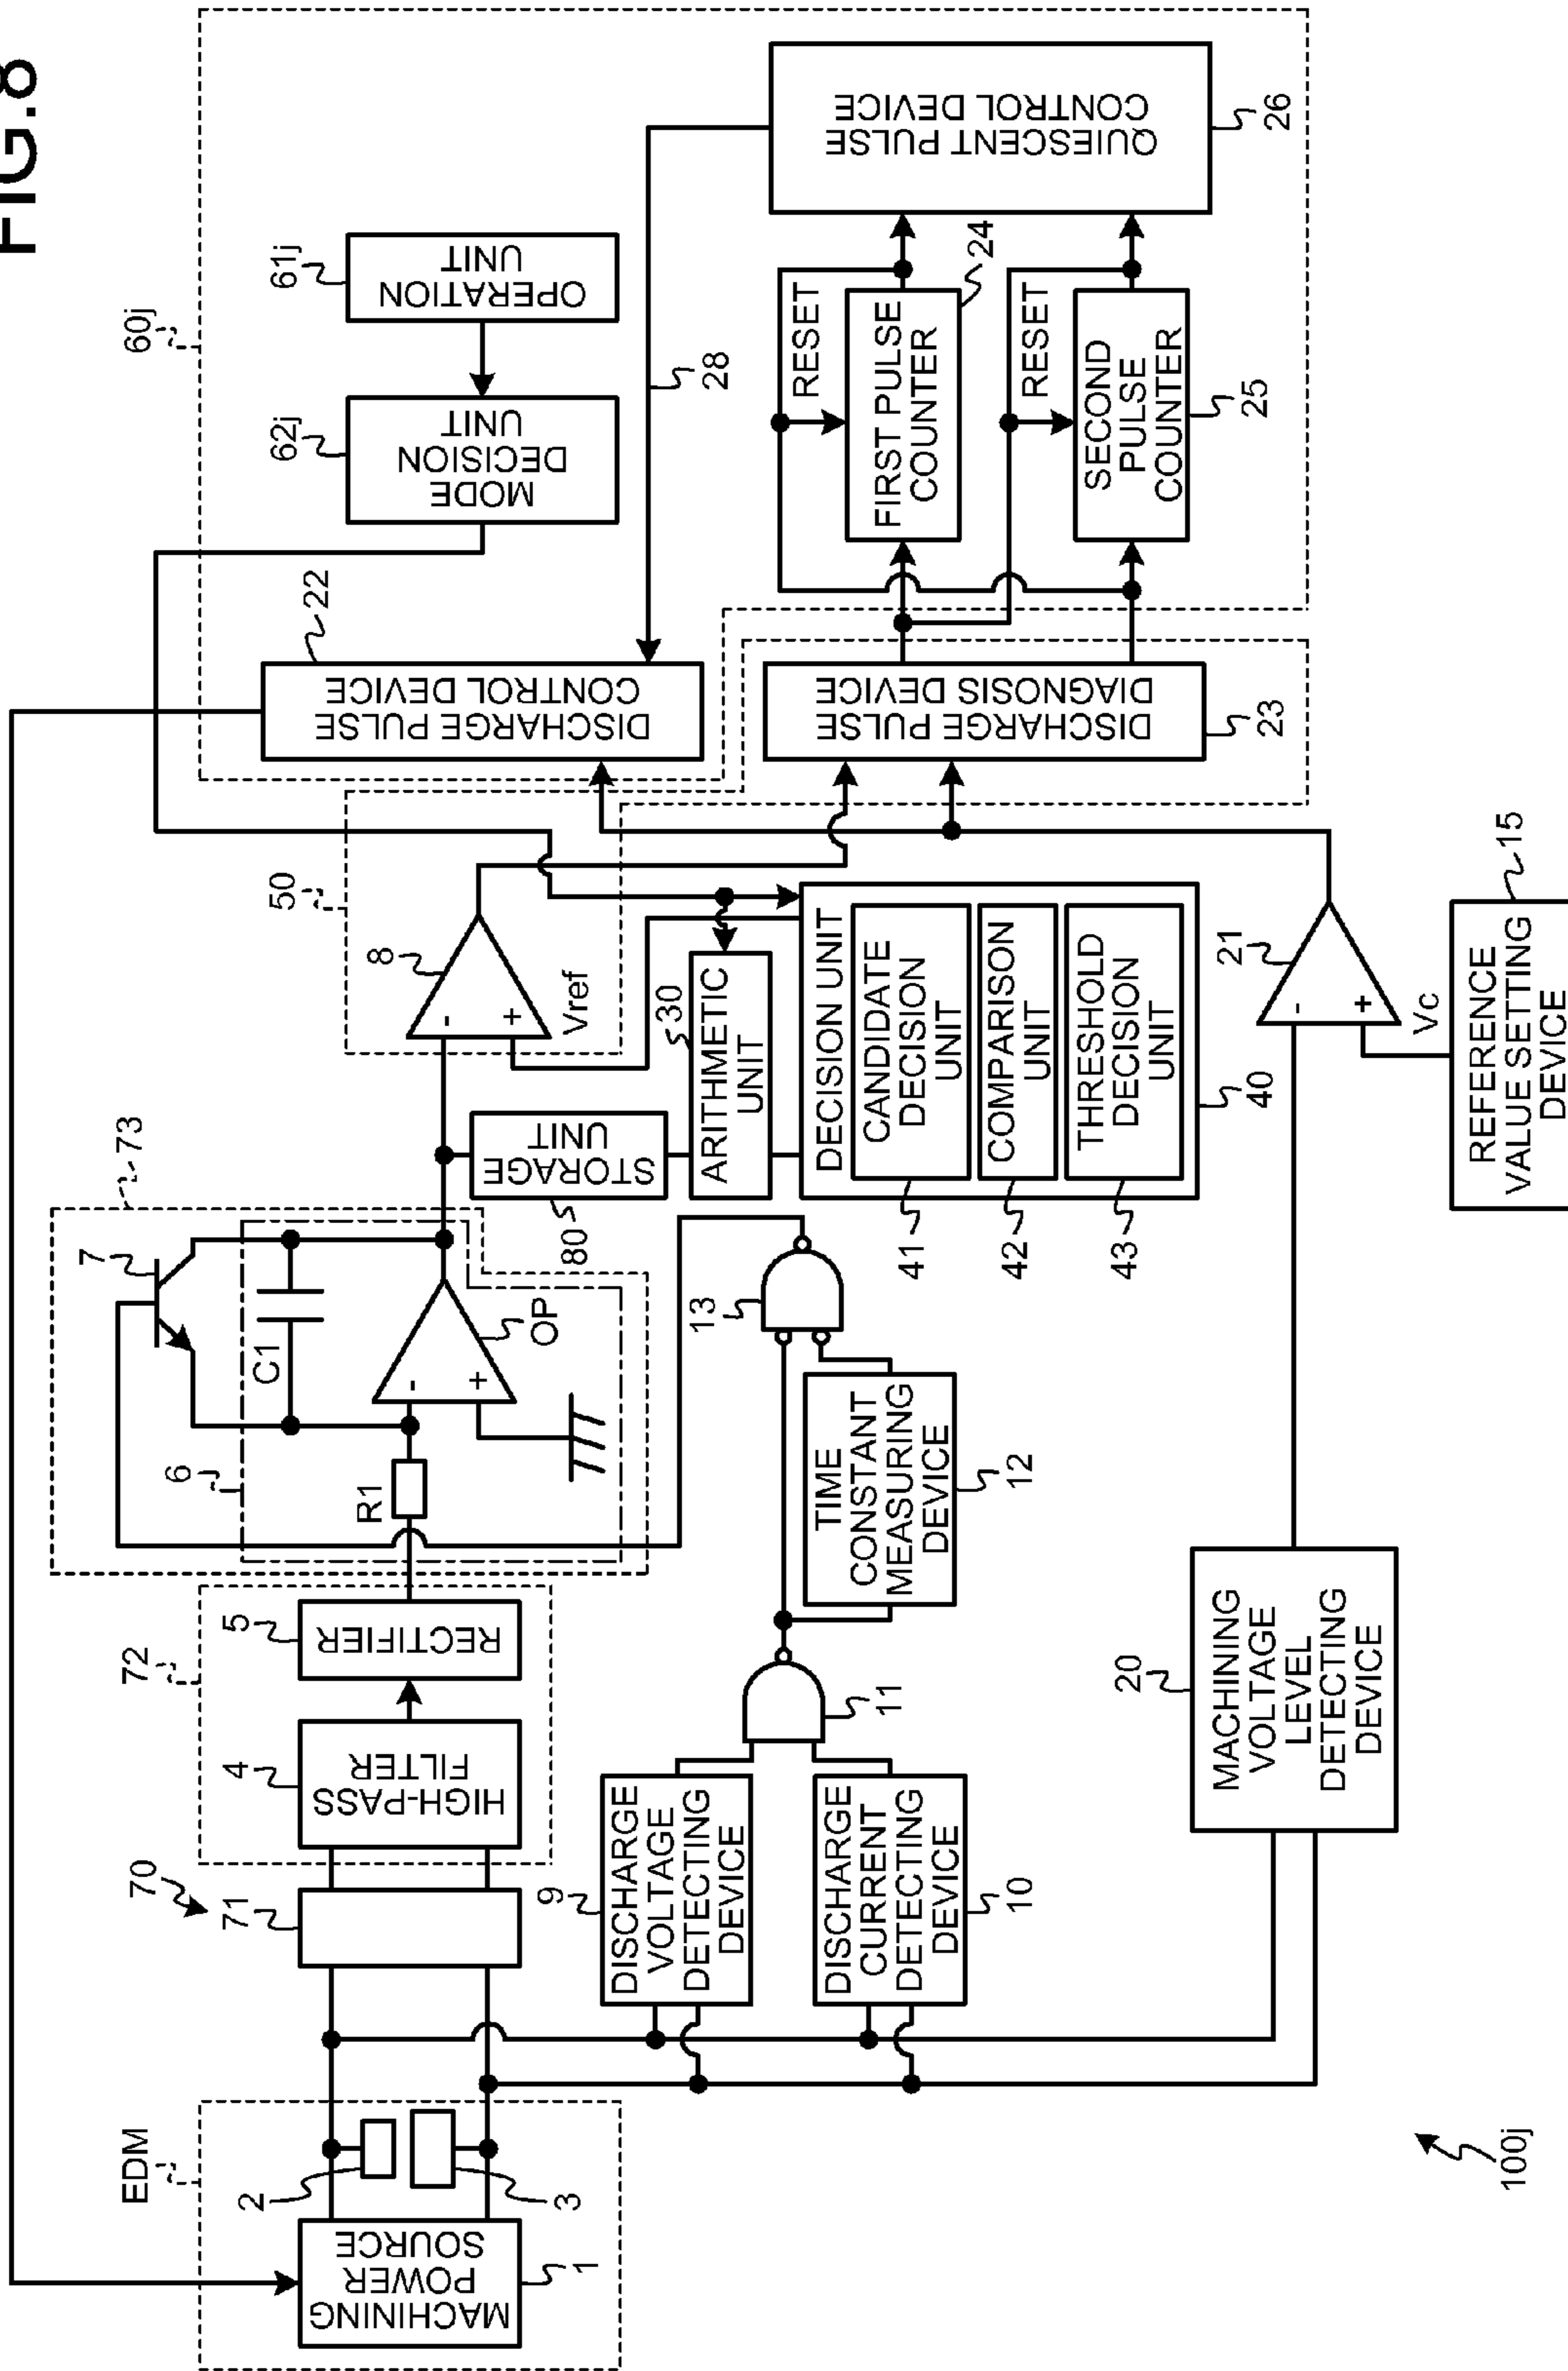 FIG.8
EDM
MACHINING
POWER
SOURCE
1
2
3
70
71
72
HIGH-PASS
FILTER
4
RECTIFIER
5
73
6
R1
C1
7
OP
-
+
STORAGE
UNIT
80
50
8
-
+
Vref
ARITHMETIC
UNIT
30
DECISION UNIT
CANDIDATE
DECISION
UNIT
COMPARISON
UNIT
THRESHOLD
DECISION
UNIT
40
41
42
43
DISCHARGE
VOLTAGE
DETECTING
DEVICE
9
DISCHARGE
CURRENT
DETECTING
DEVICE
10
11
TIME
CONSTANT
MEASURING
DEVICE
12
13
MACHINING
VOLTAGE
LEVEL
DETECTING
DEVICE
20
21
-
+
Vc
REFERENCE
VALUE SETTING
DEVICE
15
60j
DISCHARGE PULSE
CONTROL DEVICE
22
MODE
DECISION
UNIT
62j
OPERATION
UNIT
61j
28
DISCHARGE PULSE
DIAGNOSIS DEVICE
23
RESET
FIRST PULSE
COUNTER
24
RESET
SECOND
PULSE
COUNTER
25
QUIESCENT PULSE
CONTROL DEVICE
26
100j